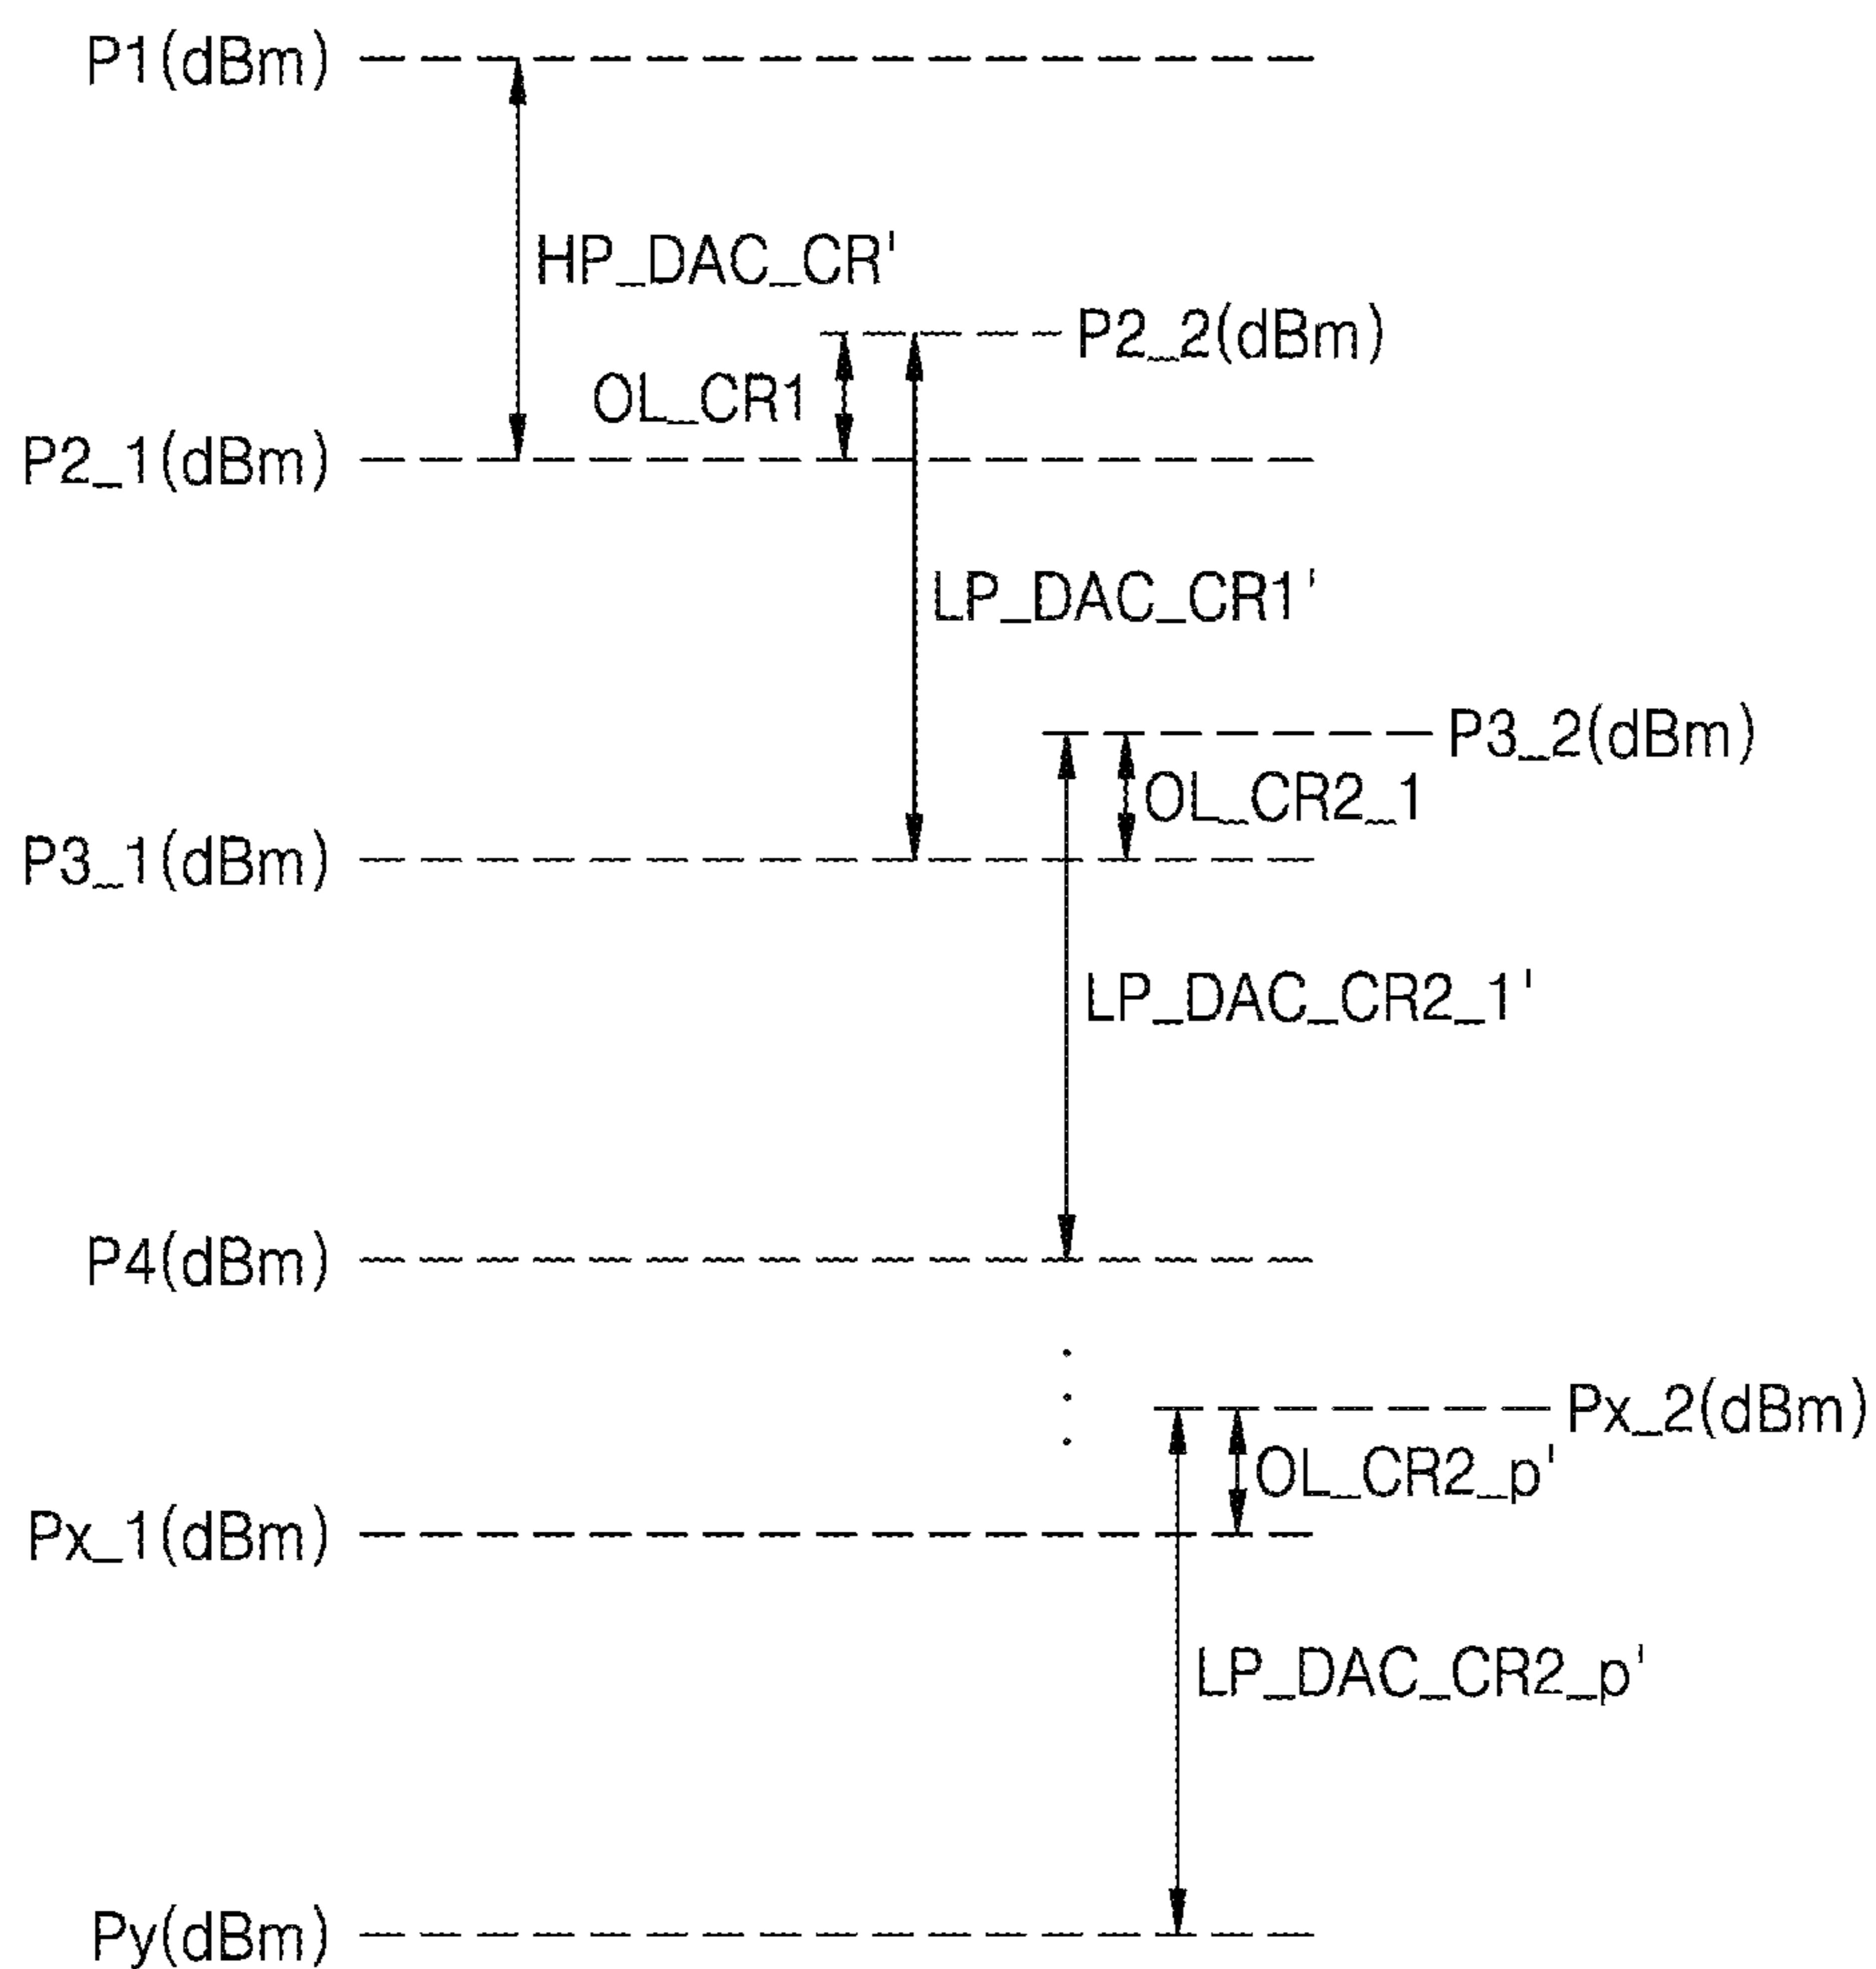 P1(dBm)
HP_DAC_CR'
P2_2(dBm)
OL_CR1
P2_1(dBm)
LP_DAC_CR1'
P3_2(dBm)
OL_CR2_1
P3_1(dBm)
LP_DAC_CR2_1'
P4(dBm)
Px_2(dBm)
OL_CR2_p'
Px_1(dBm)
LP_DAC_CR2_p'
Py(dBm)